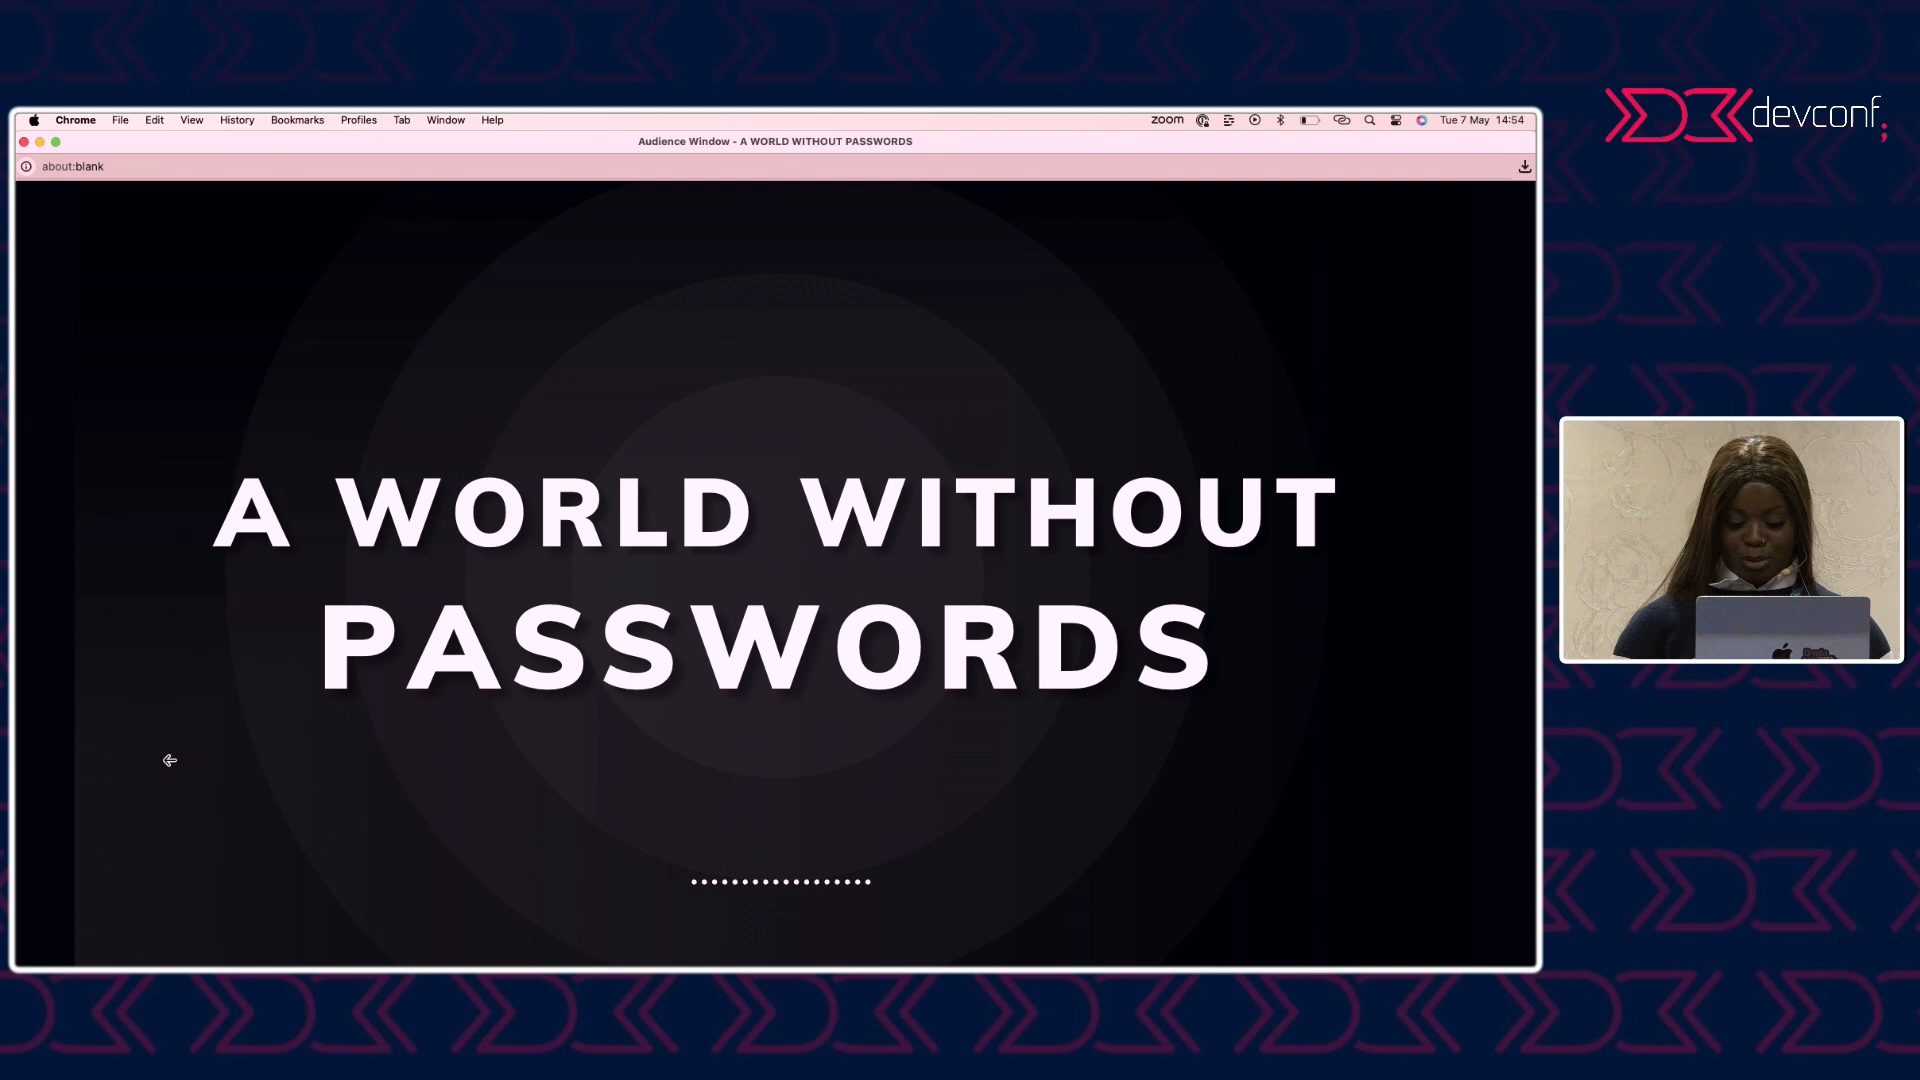 Chrome File Edit View History Bookmarks Profiles Tab Window Help zoom Tue 7 May 14:54
Audience Window - A WORLD WITHOUT PASSWORDS
about:blank
devconf;
A WORLD WITHOUT
PASSWORDS